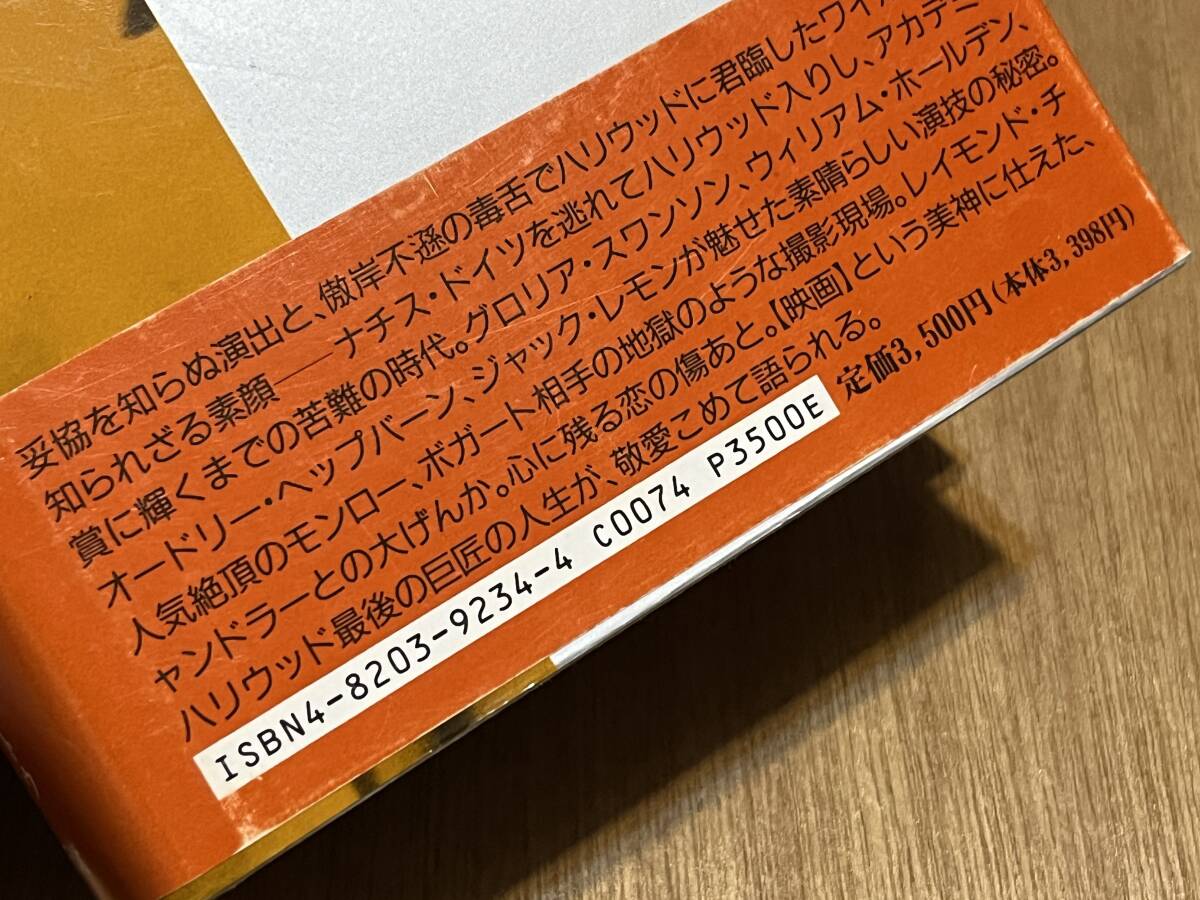 妥協を知らぬ演出と、傲岸不遜の毒舌でハリウッドに君臨したワイ
知られざる素顔――ナチス・ドイツを逃れてハリウッド入りし、アカデミ
賞に輝くまでの苦難の時代。グロリア・スワンソン、ウィリアム・ホールデン、
オードリー・ヘップバーン、ジャック・レモンが魅せた素晴らしい演技の秘密。
人気絶頂のモンロー、ボガート相手の地獄のような撮影現場。レイモンド・チ
ャンドラーとの大げんか。心に残る恋の傷あと。【映画】という美神に仕えた、
ハリウッド最後の巨匠の人生が、敬愛こめて語られる。
ISBN4-8203-9234-4 C0074 P3500E
定価3,500円(本体3,398円)